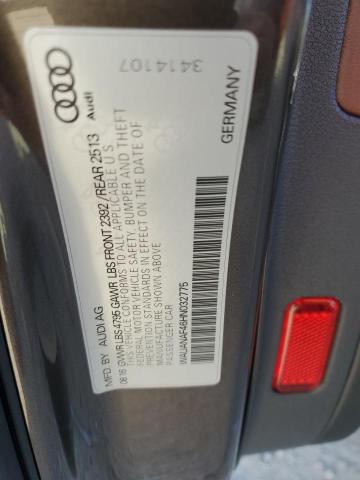 Audi
3414107
MFD. BY AUDI AG
08.16 GVWR LBS 4795 GAWR LBS FRONT 2392/REAR 2513
THIS VEHICLE CONFORMS TO ALL APPLICABLE U.S.
FEDERAL MOTOR VEHICLE SAFETY, BUMPER AND THEFT
PREVENTION STANDARDS IN EFFECT ON THE DATE OF
MANUFACTURE SHOWN ABOVE
PASSENGER CAR
WAUANAF46HN032775
GERMANY